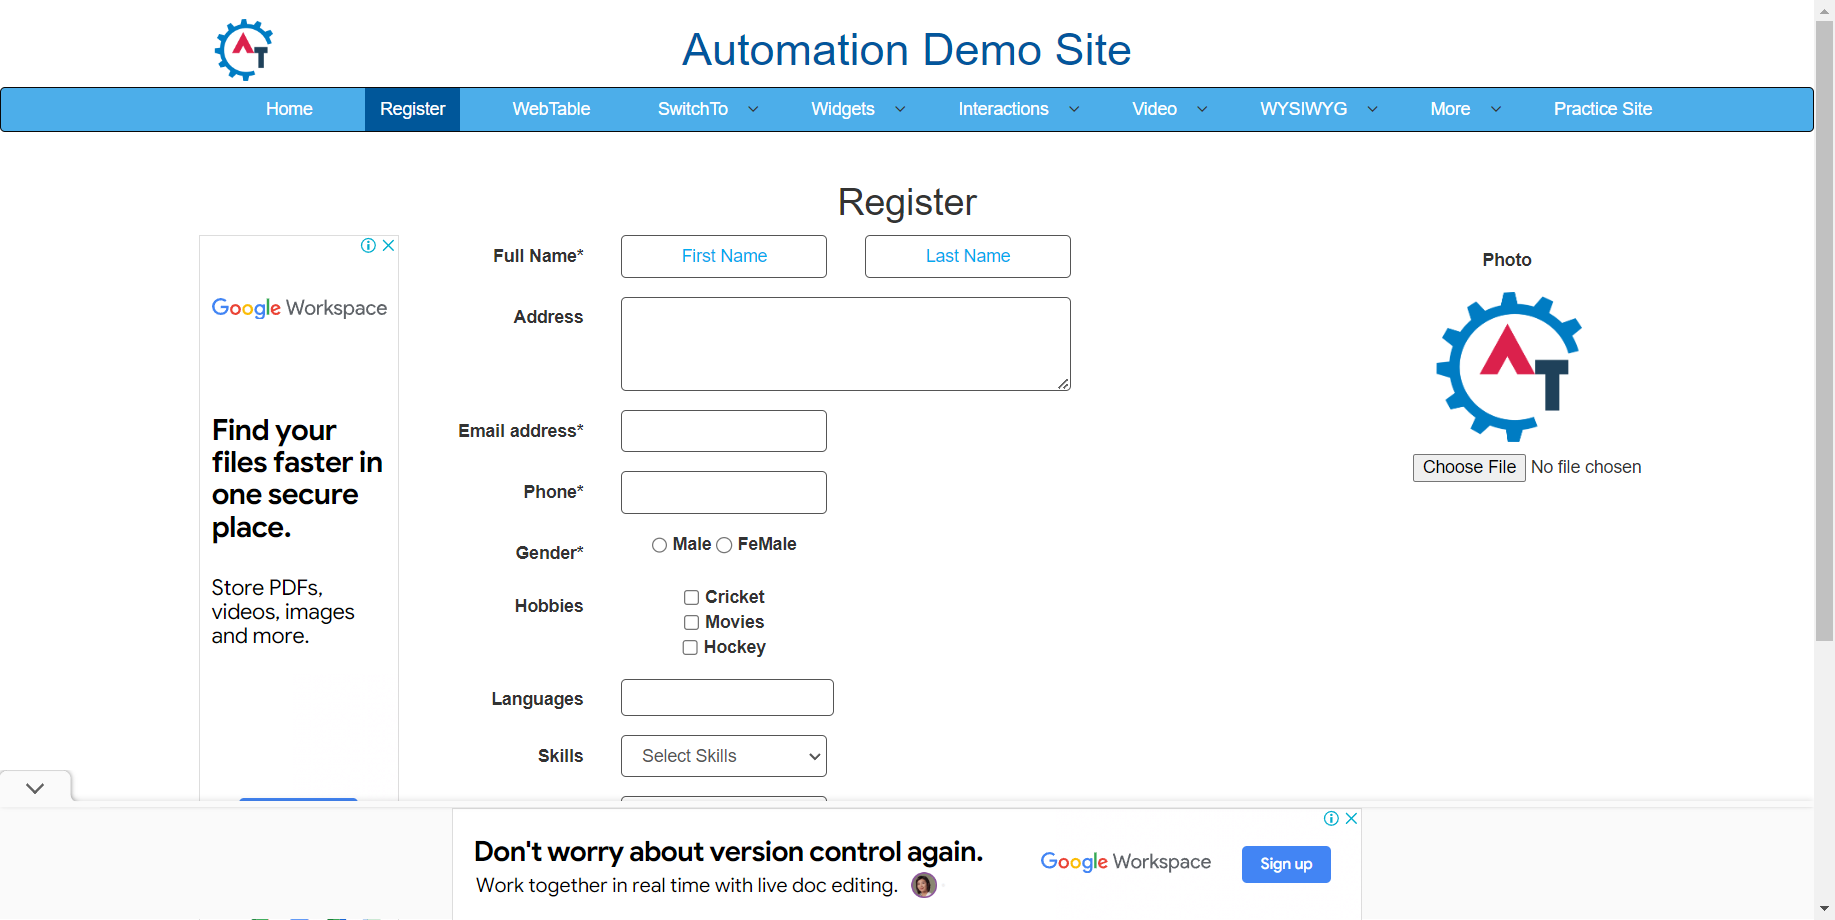 AT
Automation Demo Site
Home Register WebTable SwitchTo Widgets Interactions Video WYSIWYG More Practice Site
Register
Full Name* First Name Last Name
Photo
AT
Address
Email address*
Choose File No file chosen
Phone*
Gender* Male FeMale
Hobbies Cricket
Movies
Hockey
Languages
Skills Select Skills
Google Workspace
Find your
files faster in
one secure
place.
Store PDFs,
videos, images
and more.
Don't worry about version control again.
Work together in real time with live doc editing.
Google Workspace
Sign up